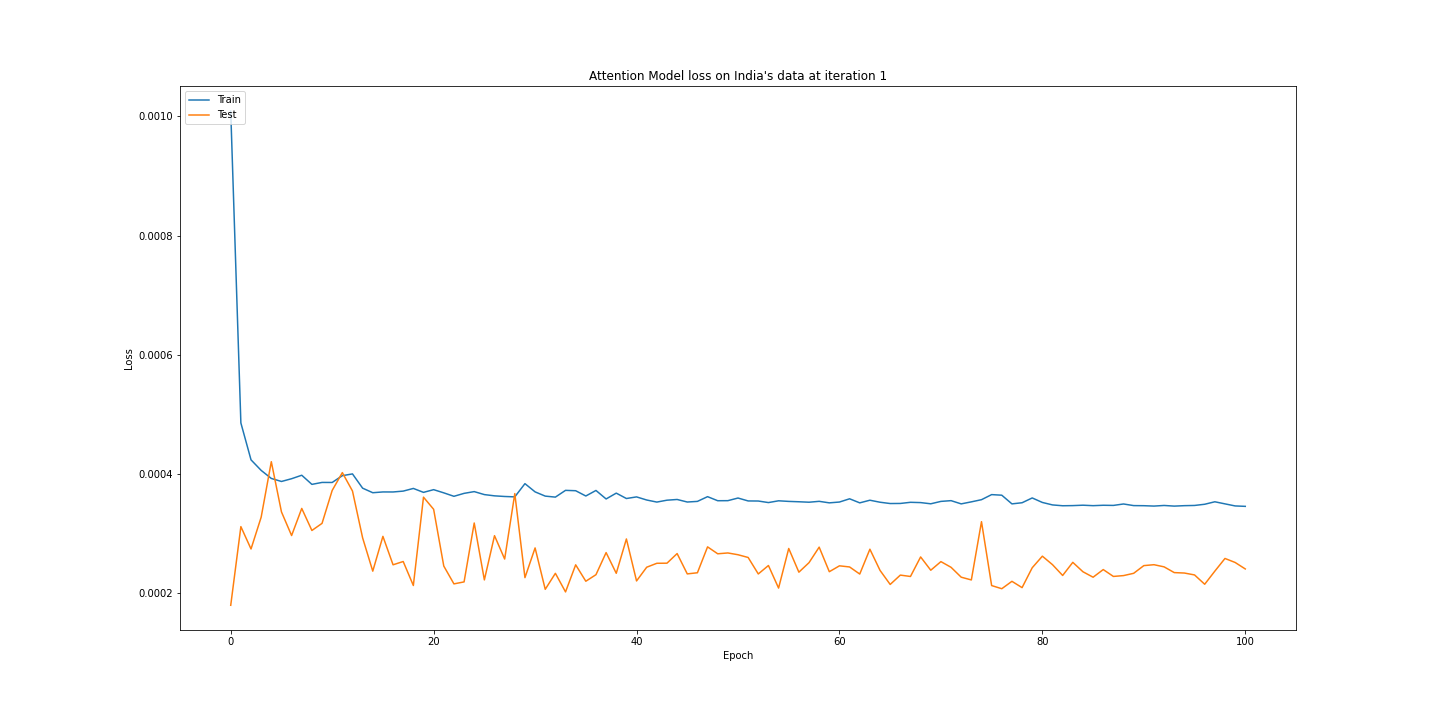 Attention Model loss on India's data at iteration 1
Train
Test
0.0010
0.0008
0.0006
0.0004
0.0002
Loss
0 20 40 60 80 100
Epoch